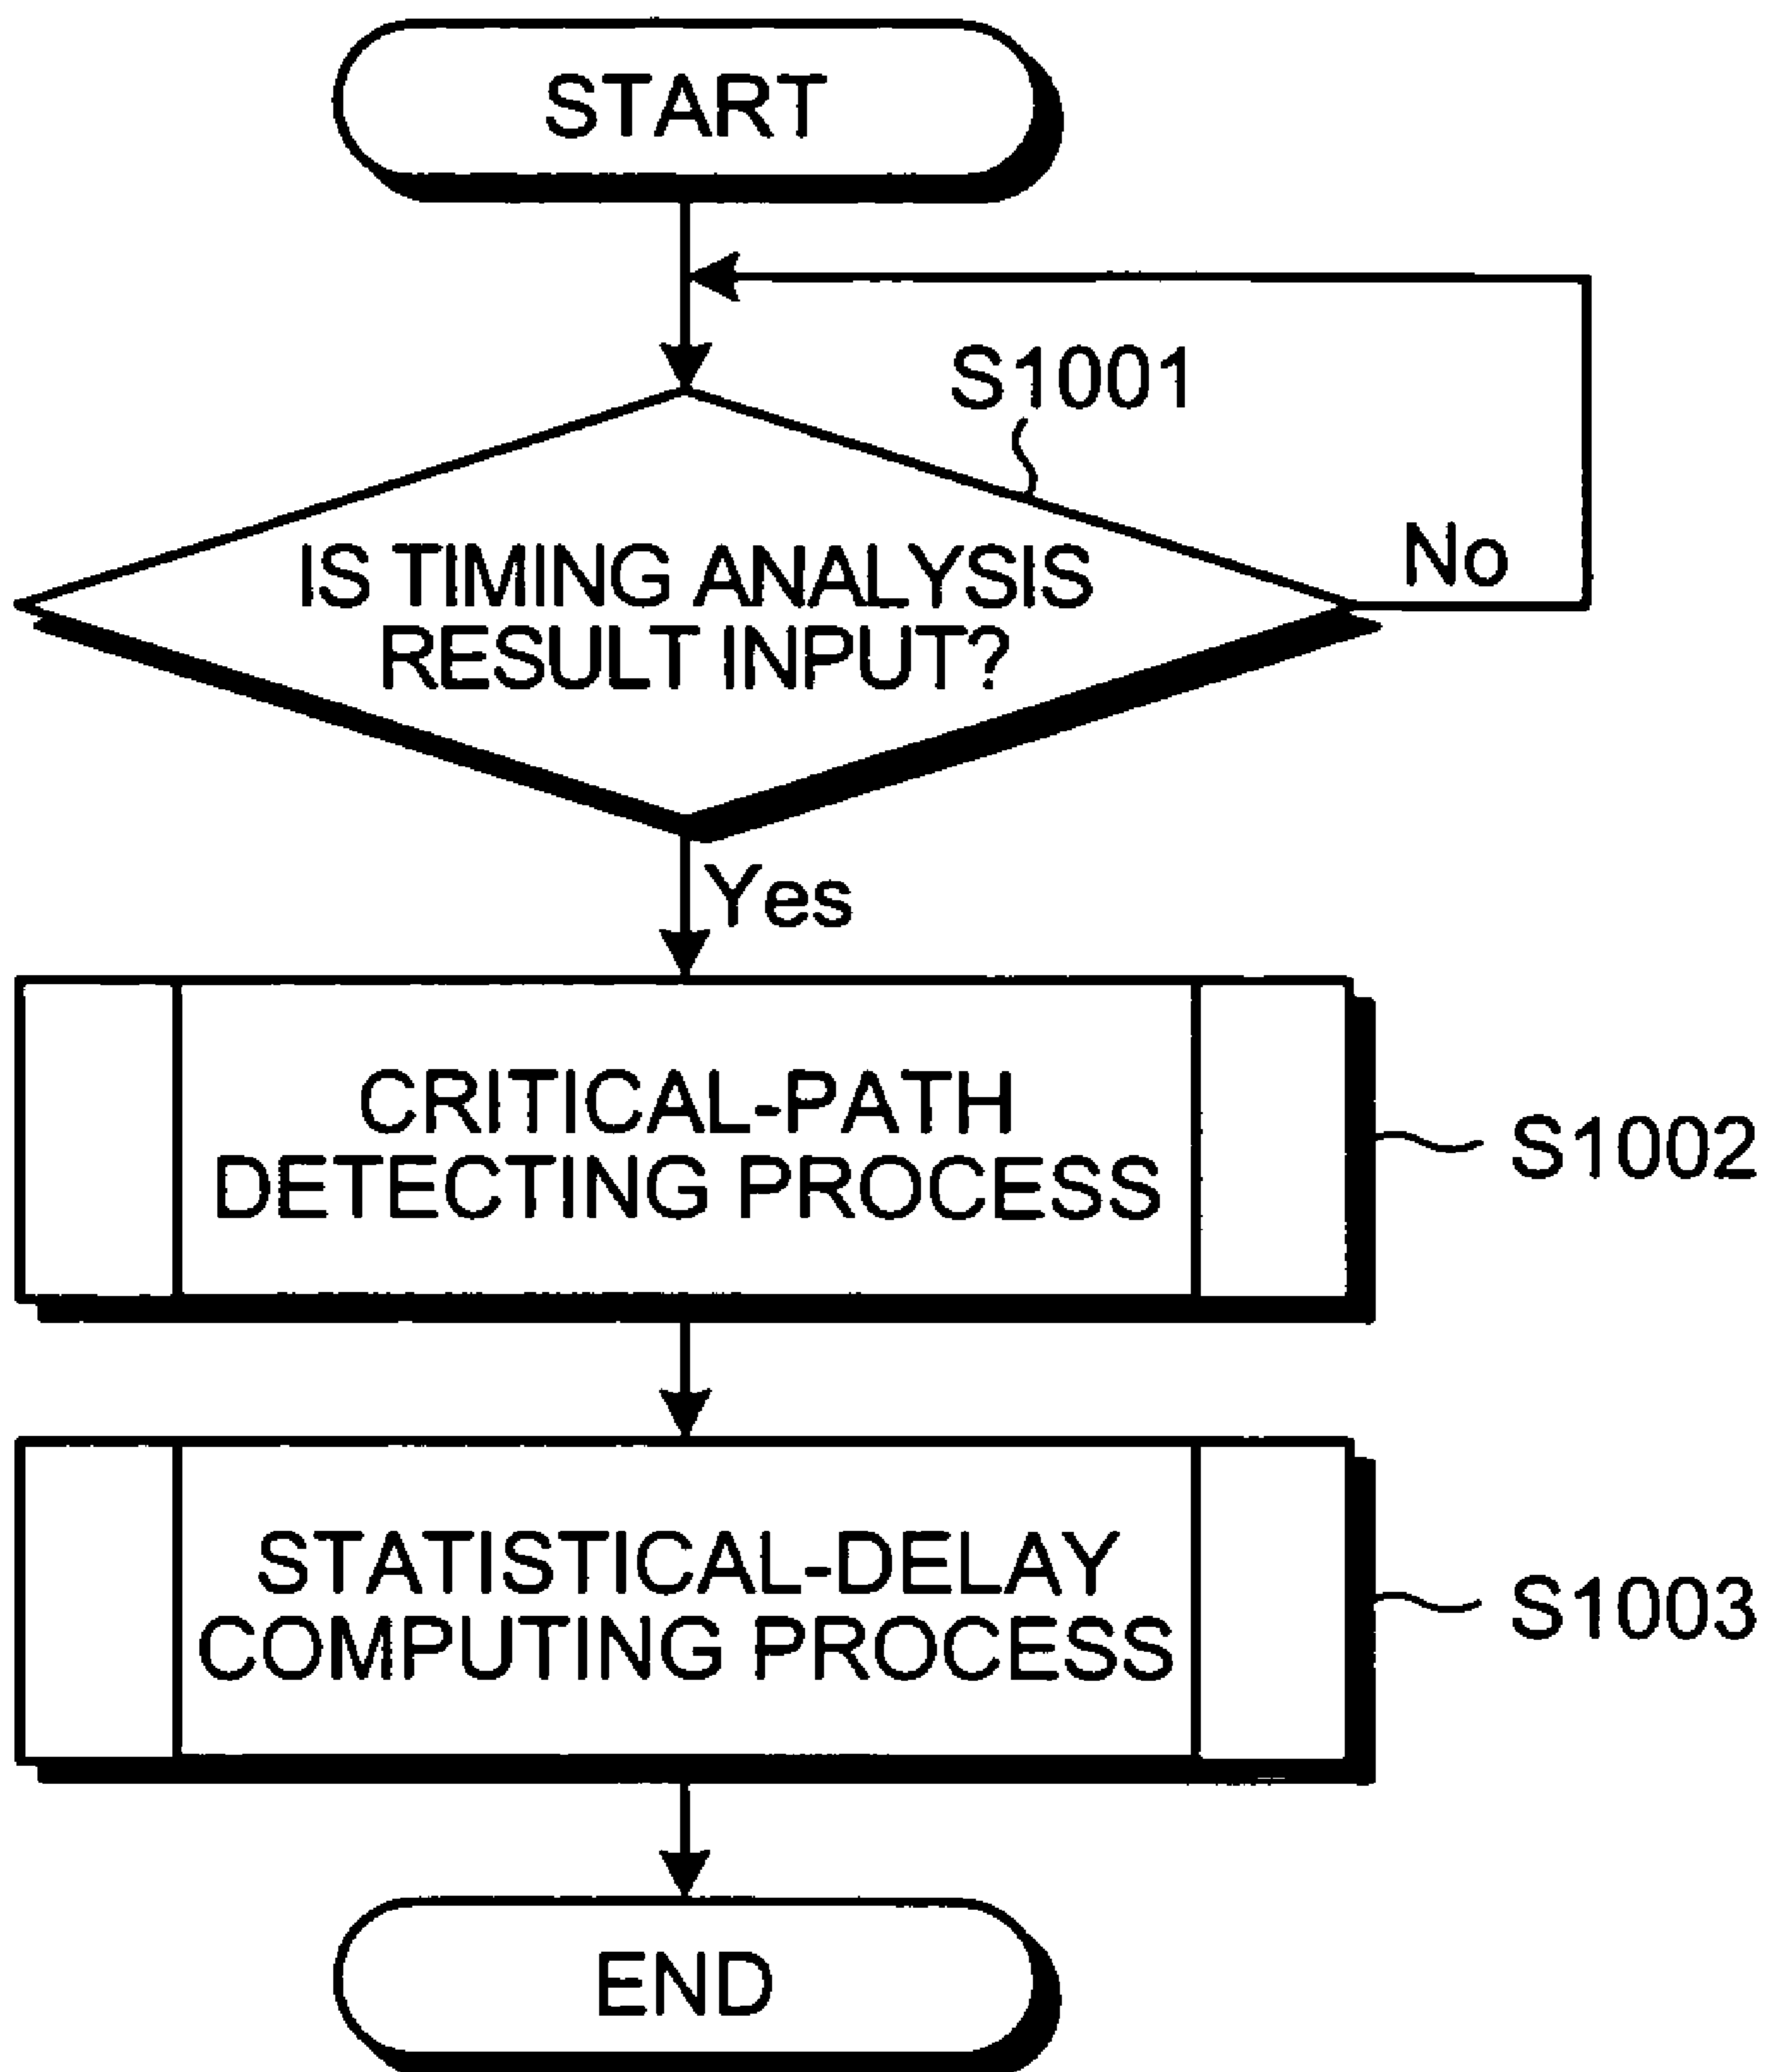 START
S1001
IS TIMING ANALYSIS
RESULT INPUT?
No
Yes
CRITICAL-PATH
DETECTING PROCESS
S1002
STATISTICAL-DELAY
COMPUTING PROCESS
S1003
END